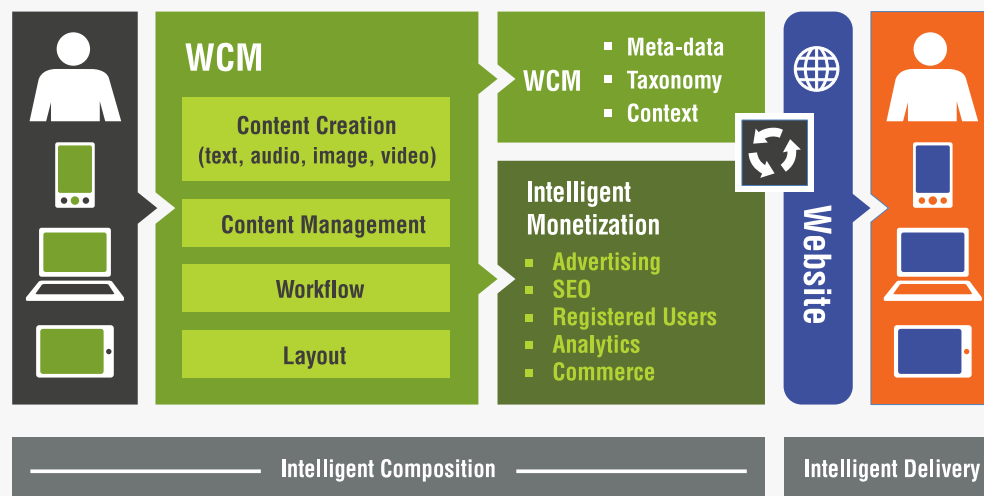 WCM
Content Creation
(text, audio, image, video)
Content Management
Workflow
Layout
WCM
Meta-data
Taxonomy
Context
Intelligent
Monetization
Advertising
SEO
Registered Users
Analytics
Commerce
Website
Intelligent Composition
Intelligent Delivery